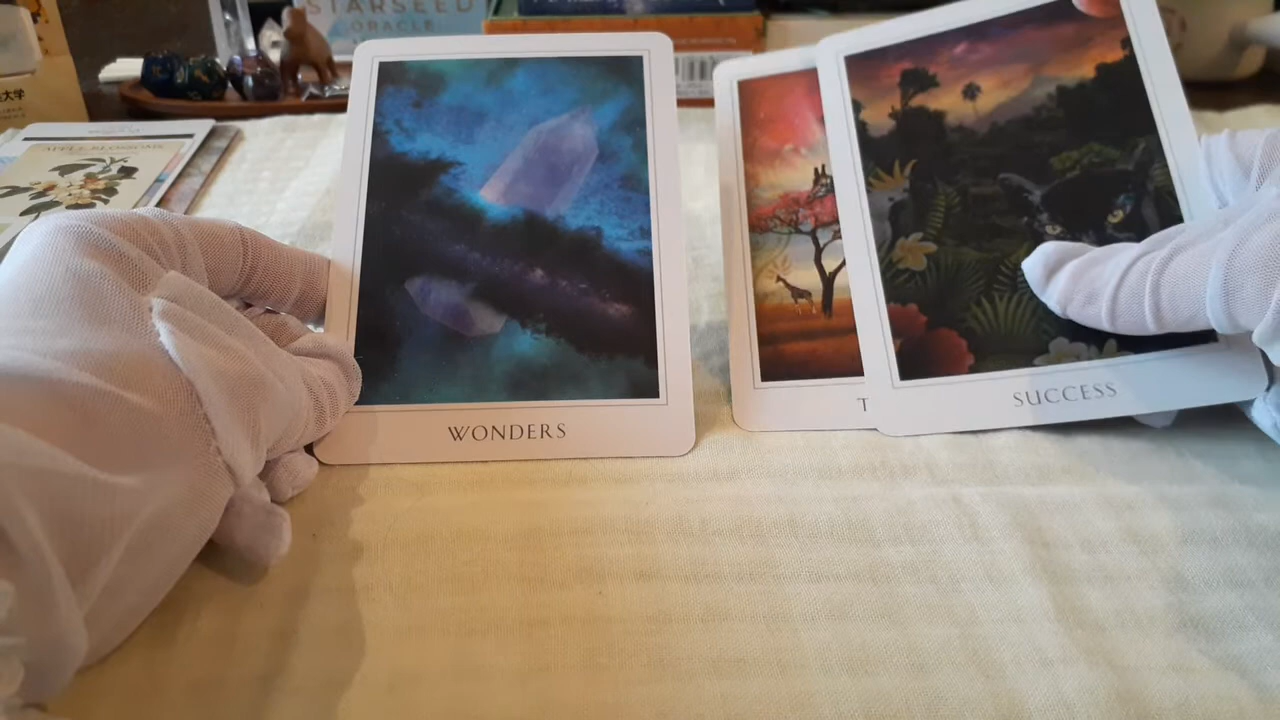 STARSEED
ORACLE
大学
APPLE BLOSSOMS
WONDERS
T
SUCCESS